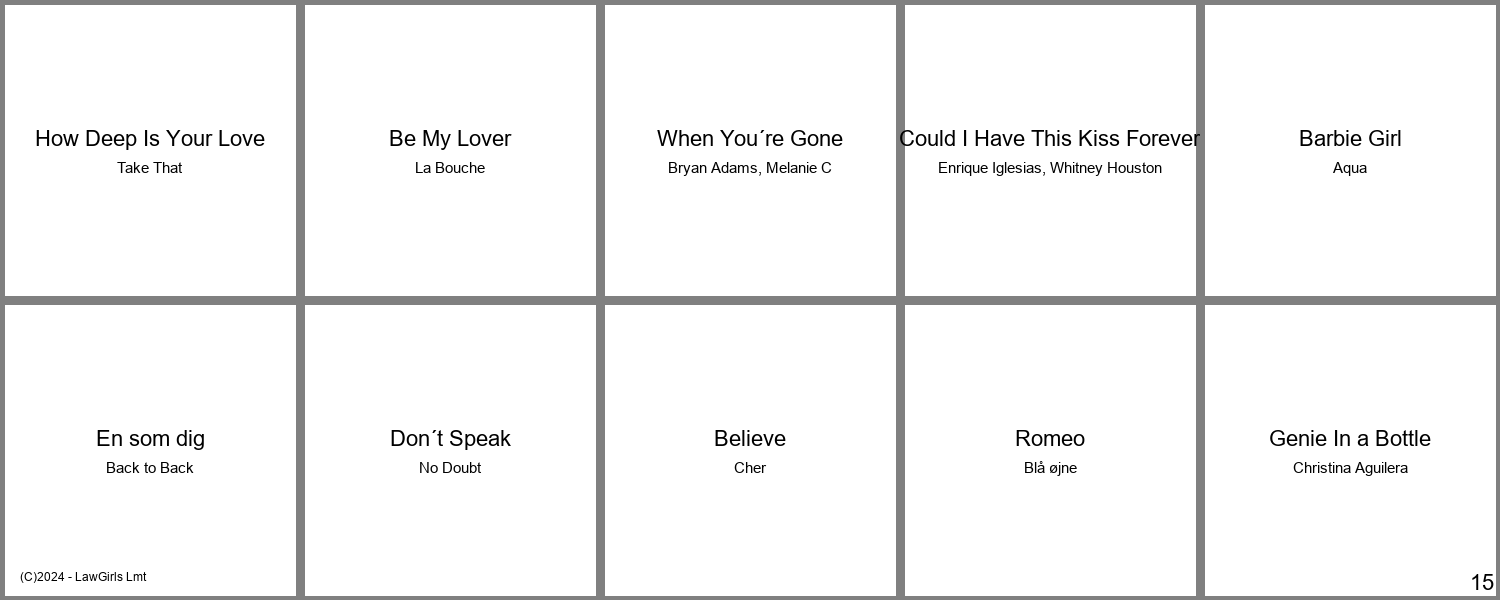 How Deep Is Your Love
Take That
Be My Lover
La Bouche
When You´re Gone
Bryan Adams, Melanie C
Could I Have This Kiss Forever
Enrique Iglesias, Whitney Houston
Barbie Girl
Aqua
En som dig
Back to Back
Don´t Speak
No Doubt
Believe
Cher
Romeo
Blå øjne
Genie In a Bottle
Christina Aguilera
(C)2024 - LawGirls Lmt
15